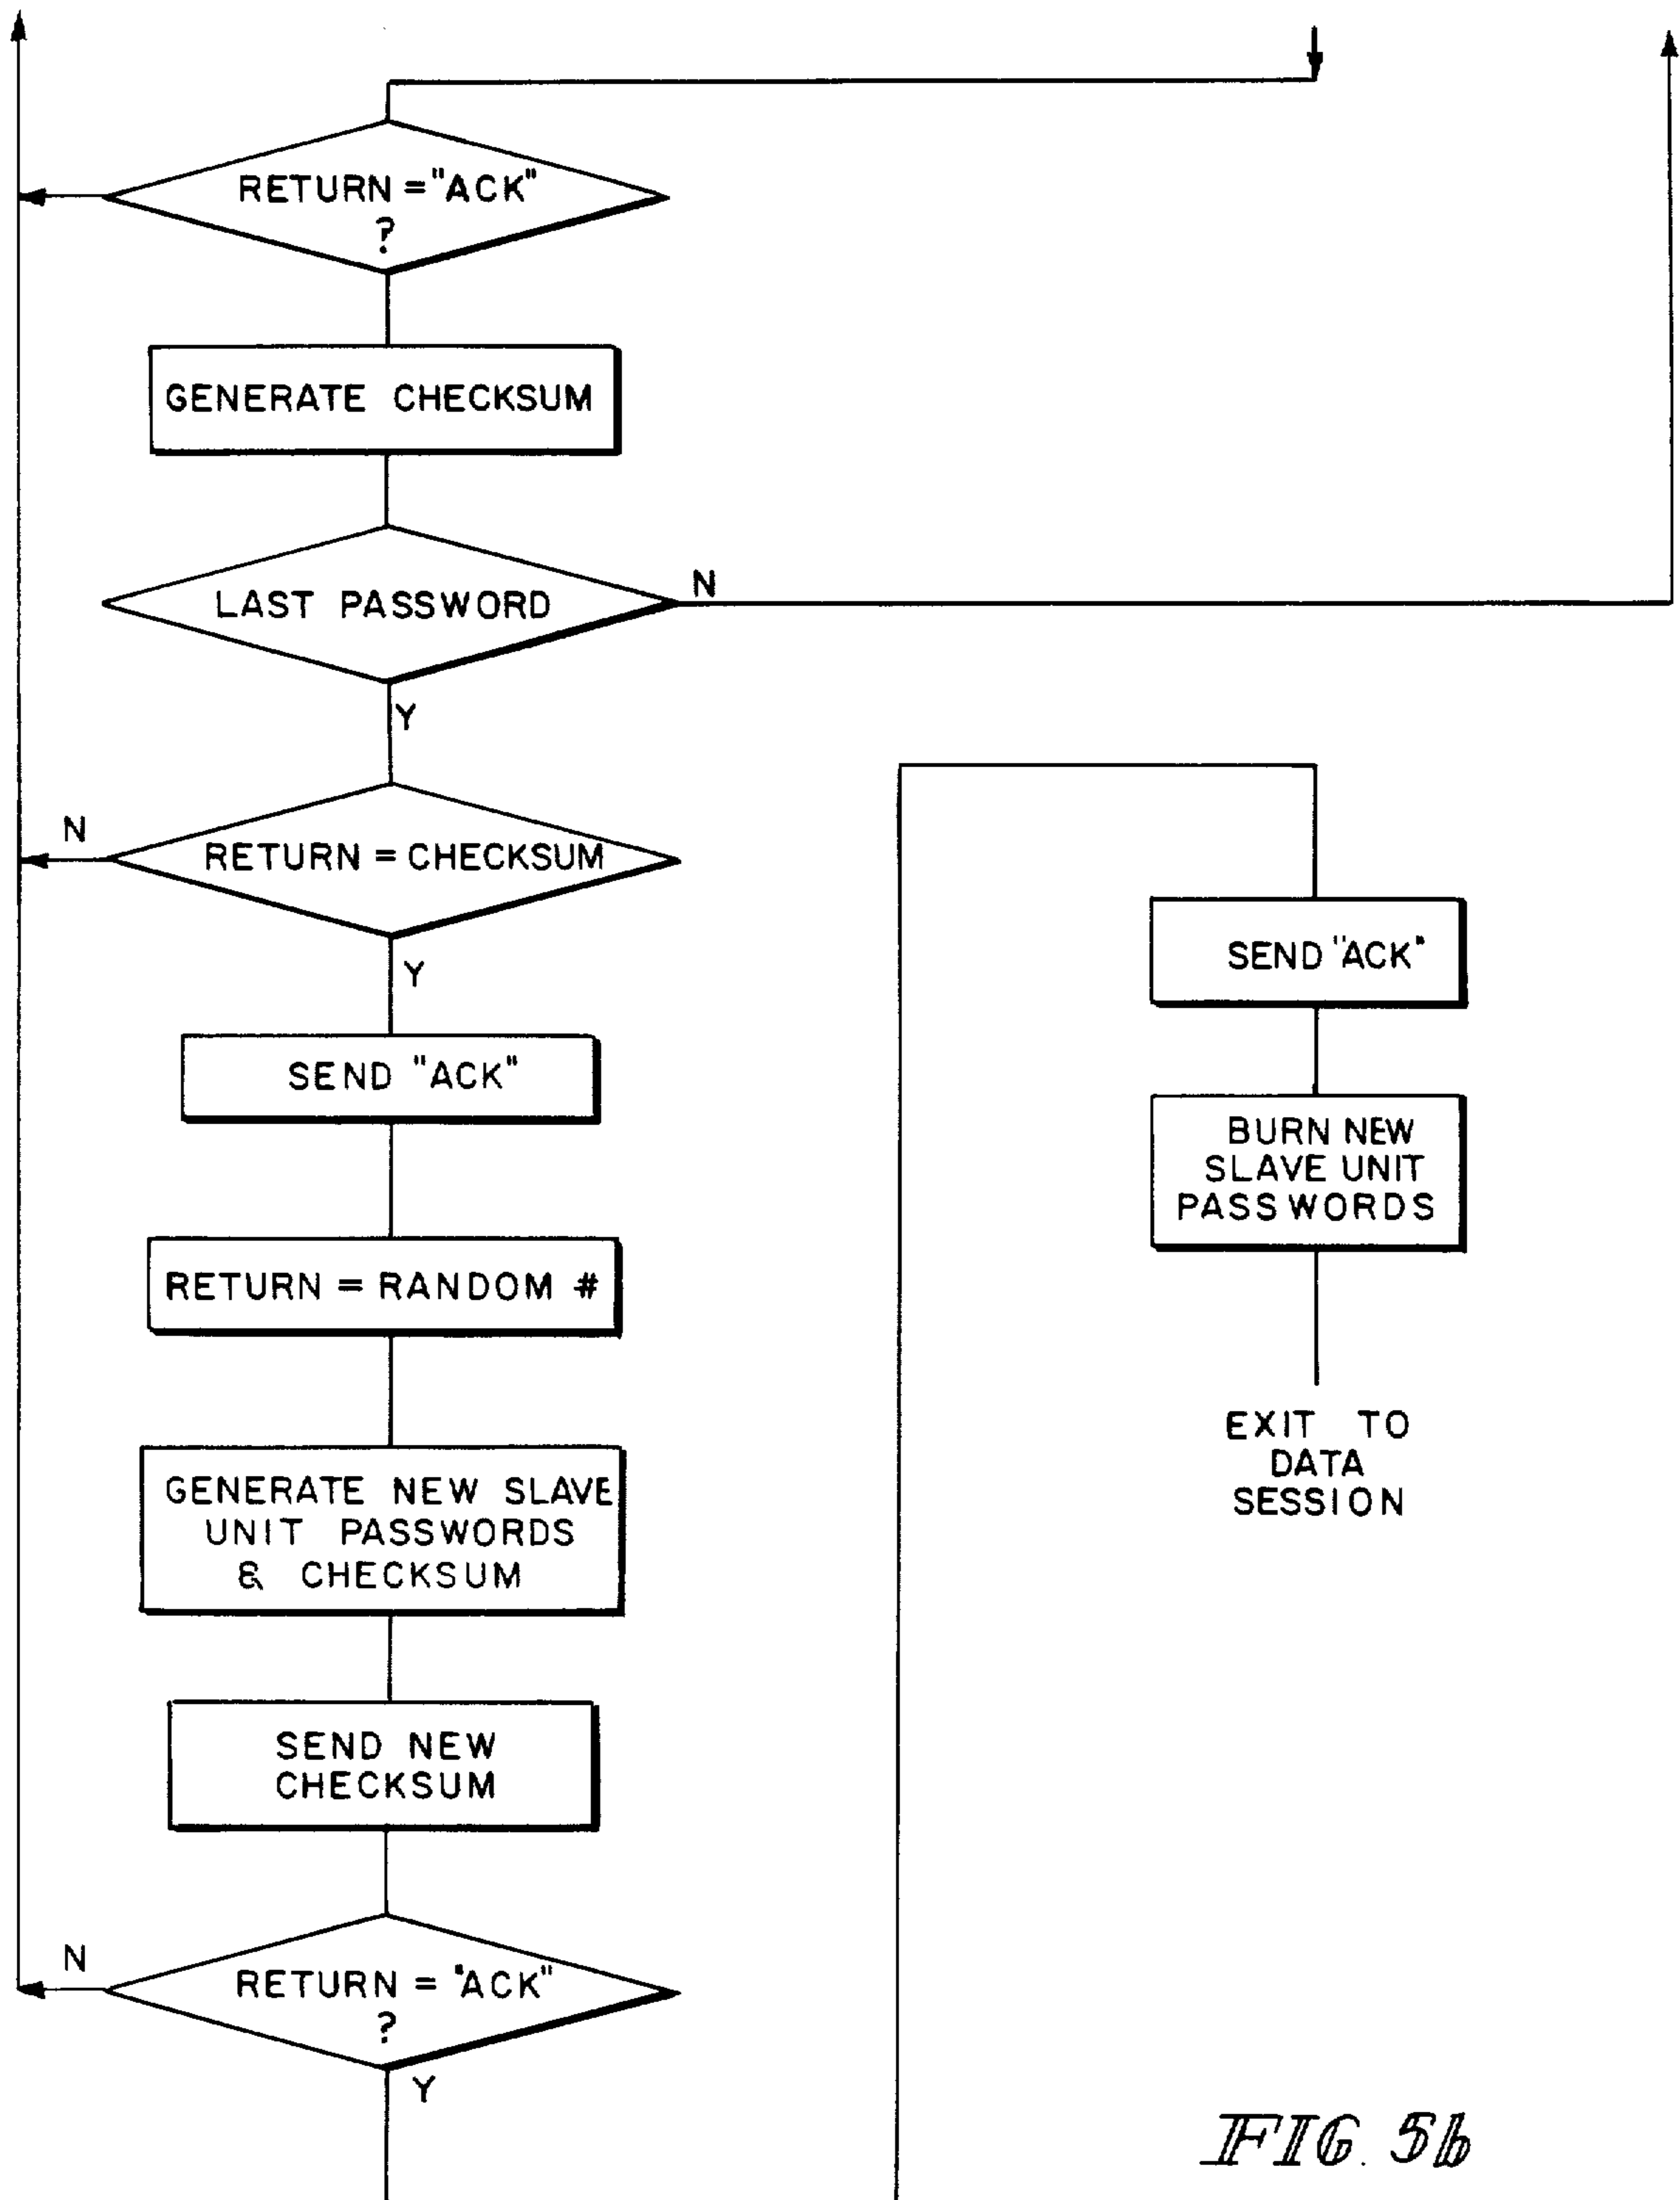 RETURN = "ACK"
?
GENERATE CHECKSUM
LAST PASSWORD
N
Y
N
RETURN = CHECKSUM
Y
SEND "ACK"
RETURN = RANDOM #
GENERATE NEW SLAVE
UNIT PASSWORDS
& CHECKSUM
SEND NEW
CHECKSUM
N
RETURN = "ACK"
?
Y
SEND "ACK"
BURN NEW
SLAVE UNIT
PASSWORDS
EXIT TO
DATA
SESSION
FIG. 5b